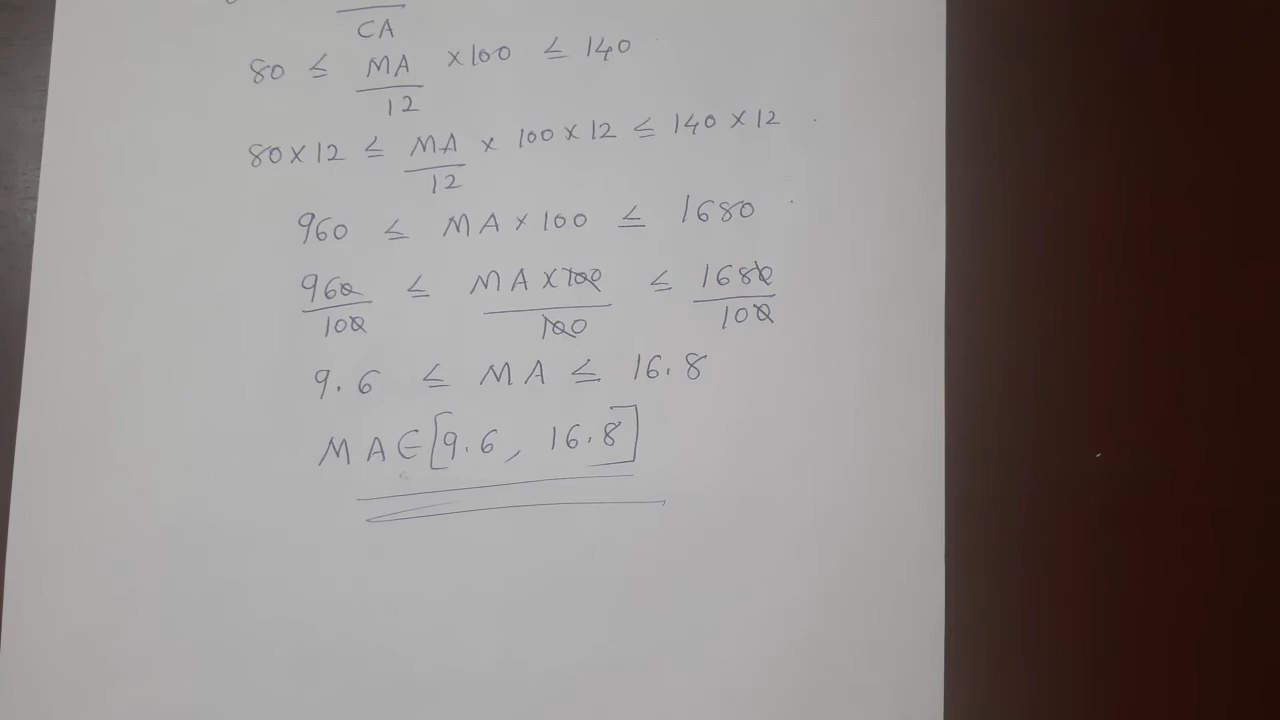 CA
80 ≤ MA/12 × 100 ≤ 140
80 × 12 ≤ MA/12 × 100 × 12 ≤ 140 × 12
960 ≤ MA × 100 ≤ 1680
960/100 ≤ MA × 100/100 ≤ 1680/100
9.6 ≤ MA ≤ 16.8
MA ∈ [9.6, 16.8]